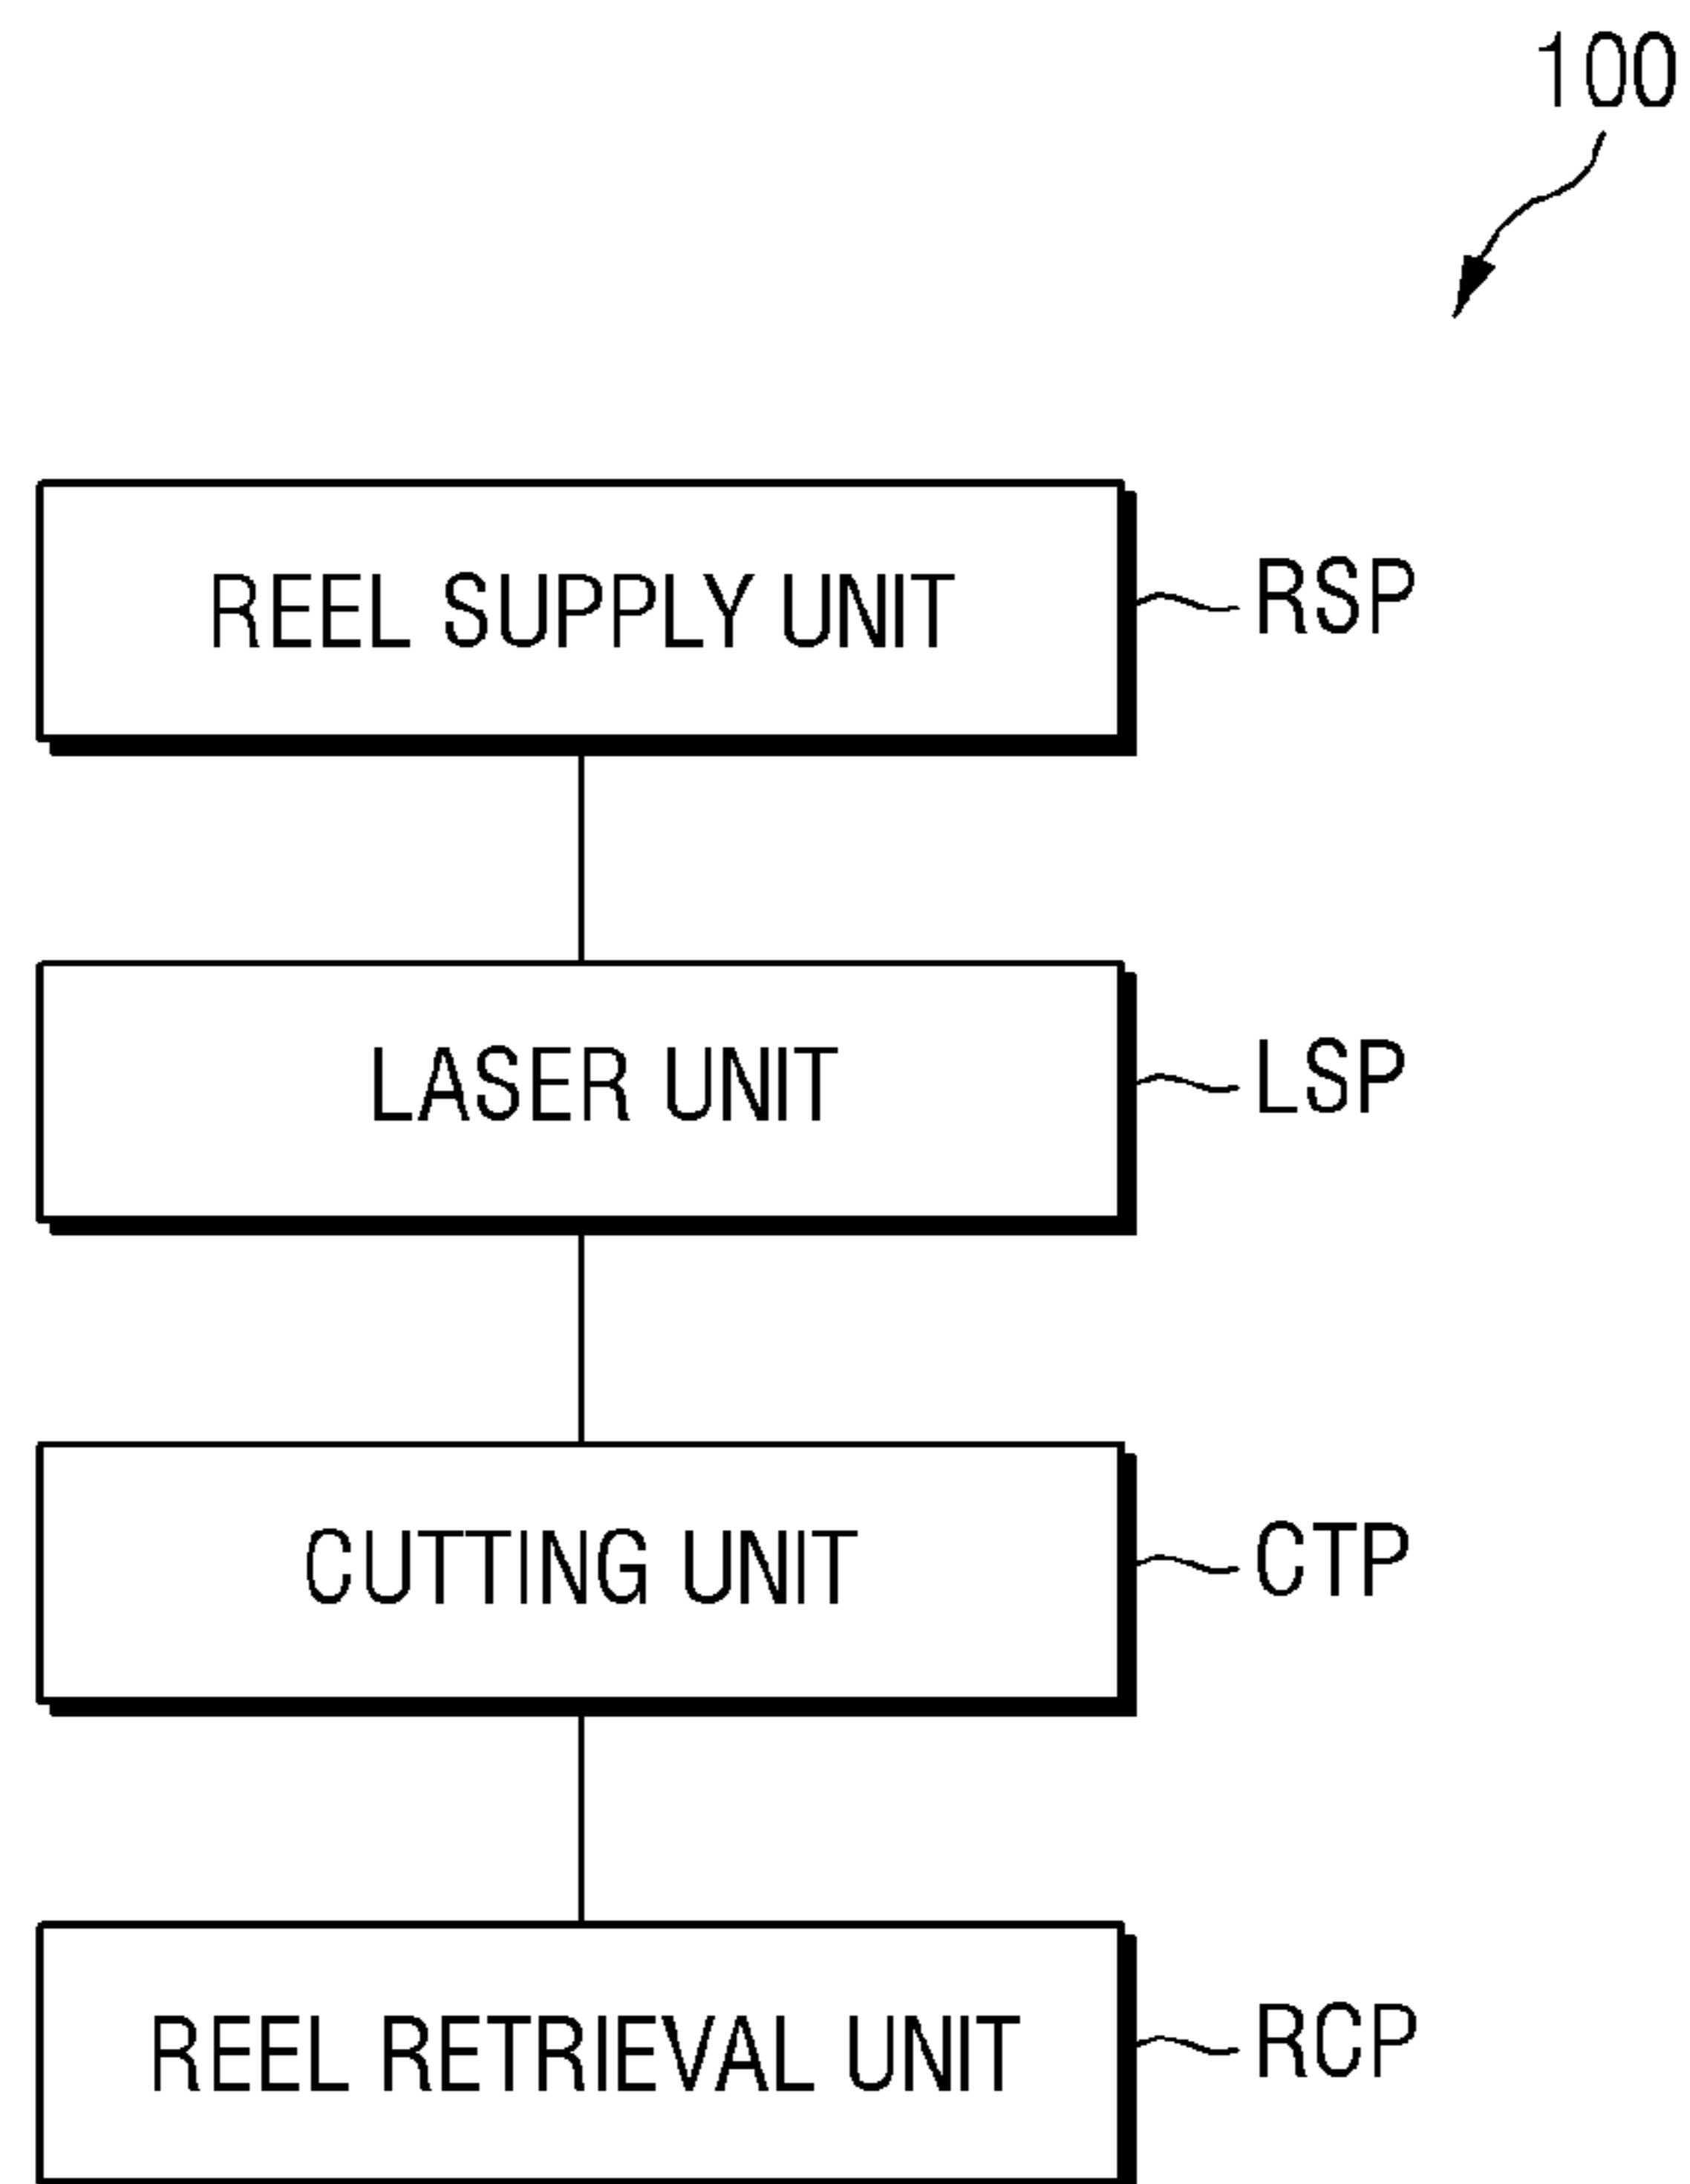 100
REEL SUPPLY UNIT RSP
LASER UNIT LSP
CUTTING UNIT CTP
REEL RETRIEVAL UNIT RCP